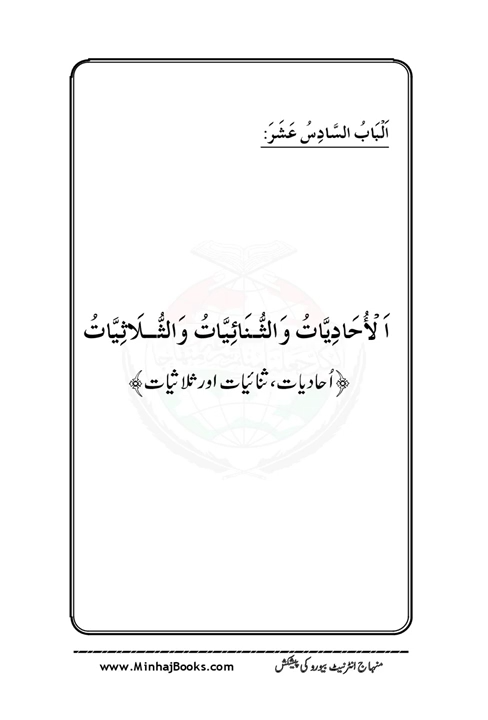 اَلْبَابُ السَّادِسُ عَشَرَ:
اَلْأُحَادِيَّاتُ وَالثُّنَائِيَّاتُ وَالثُّلَاثِيَّاتُ
﴿اُحادیات، ثنائیات اور ثلاثیات﴾
منہاج انٹرنیٹ بیورو کی پیشکش
www.MinhajBooks.com